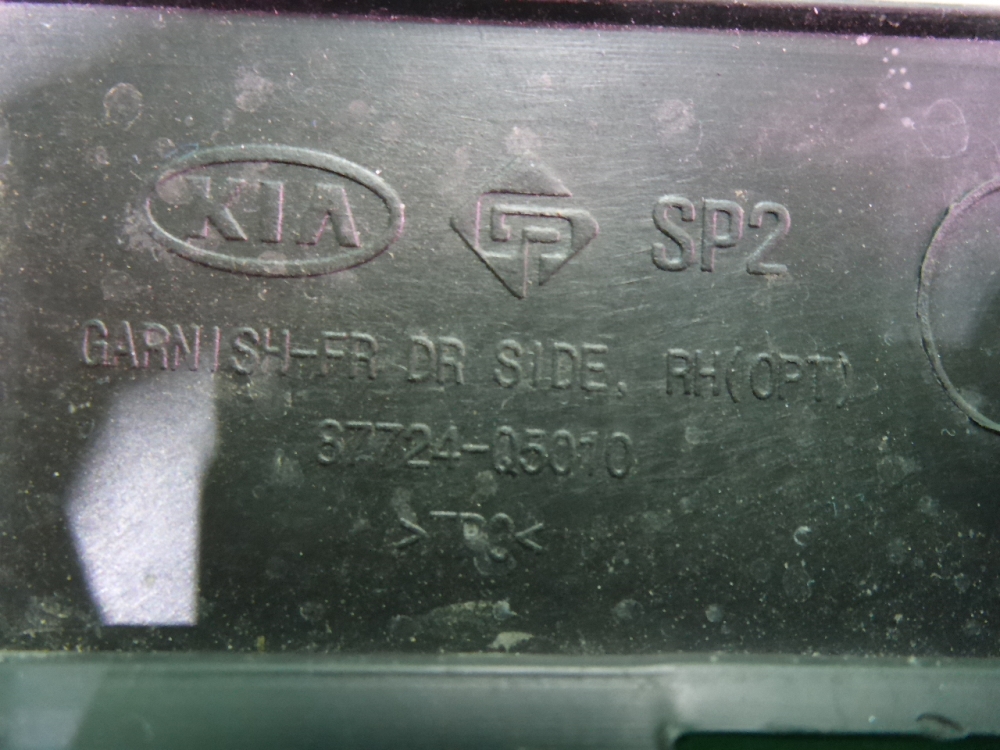 KIA SP2
GARNISH-FR DR SIDE, RH(OPT)
87724-Q5010